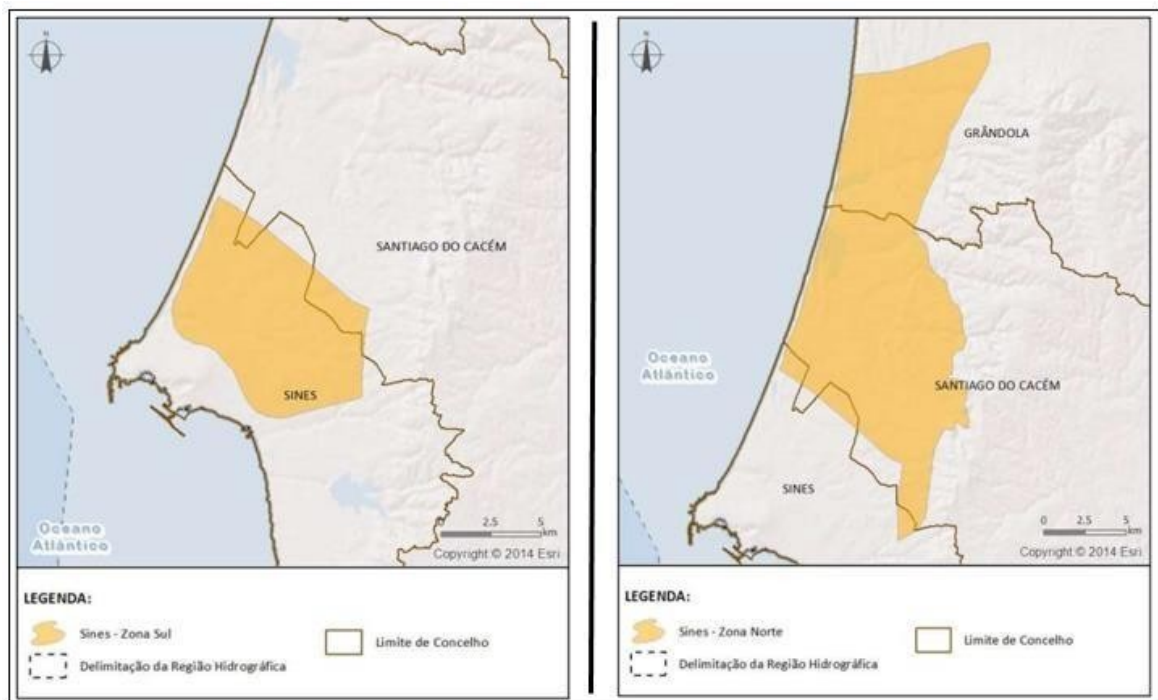 N
SANTIAGO DO CACÉM
SINES
Oceano
Atlântico
2.5 5
km
Copyright © 2014 Esri
LEGENDA:
Sines - Zona Sul
Limite de Concelho
Delimitação da Região Hidrográfica
N
GRÂNDOLA
Oceano
Atlântico
SANTIAGO DO CACÉM
SINES
0 2.5 5
km
Copyright © 2014 Esri
LEGENDA:
Sines - Zona Norte
Limite de Concelho
Delimitação da Região Hidrográfica